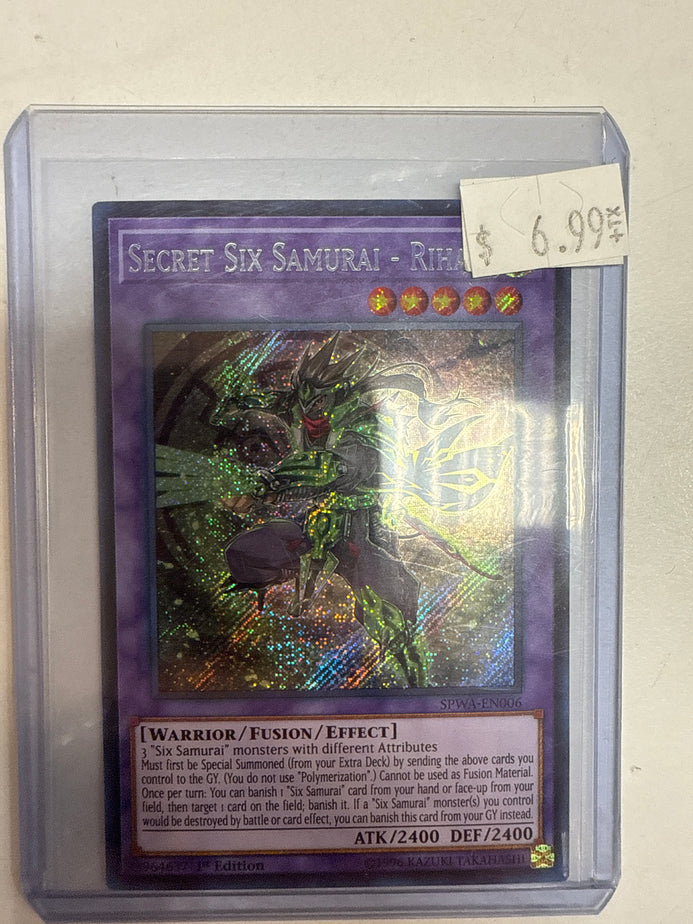 $ 6.99
SECRET SIX SAMURAI - RIHA
SPWA-EN006
[WARRIOR/FUSION/EFFECT]
3 "Six Samurai" monsters with different Attributes
Must first be Special Summoned (from your Extra Deck) by sending the above cards you
control to the GY. (You do not use "Polymerization".) Cannot be used as Fusion Material.
Once per turn: You can banish 1 "Six Samurai" card from your hand or face-up from your
field, then target 1 card on the field; banish it. If a "Six Samurai" monster(s) you control
would be destroyed by battle or card effect, you can banish this card from your GY instead.
ATK/2400 DEF/2400
1st Edition ©1996 KAZUKI TAKAHASHI